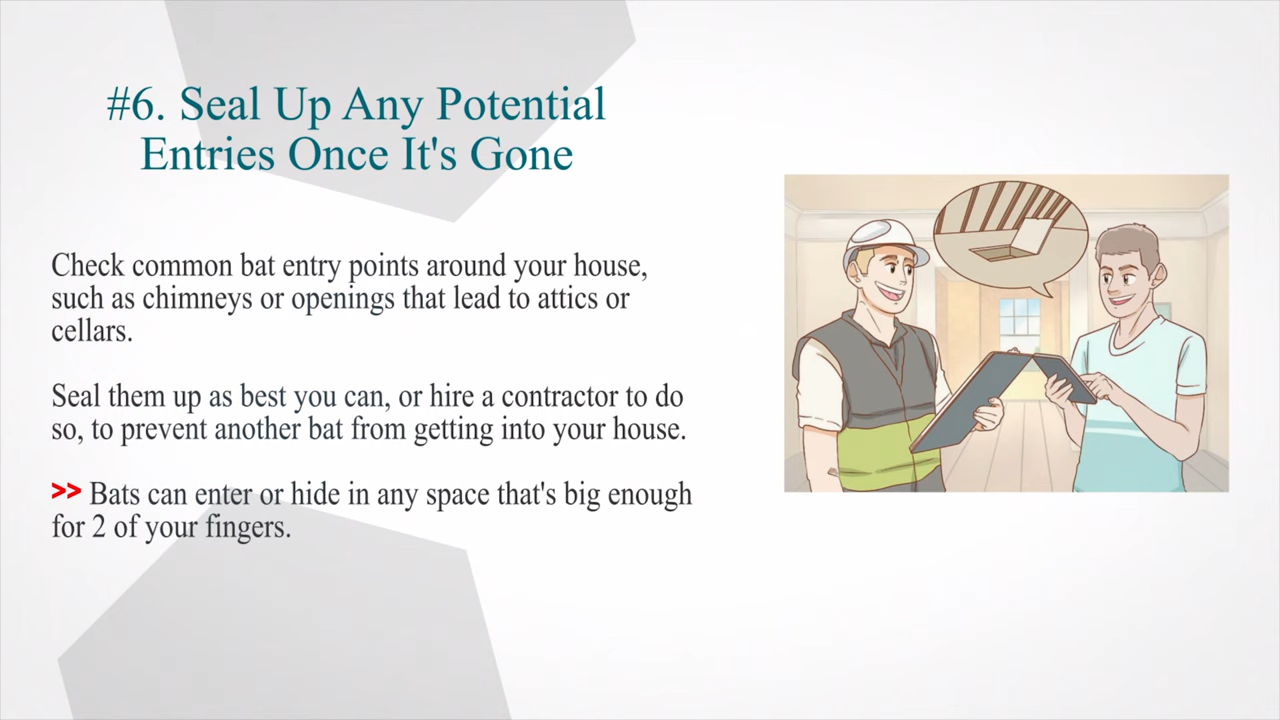 #6. Seal Up Any Potential
Entries Once It's Gone
Check common bat entry points around your house,
such as chimneys or openings that lead to attics or
cellars.
Seal them up as best you can, or hire a contractor to do
so, to prevent another bat from getting into your house.
>> Bats can enter or hide in any space that's big enough
for 2 of your fingers.